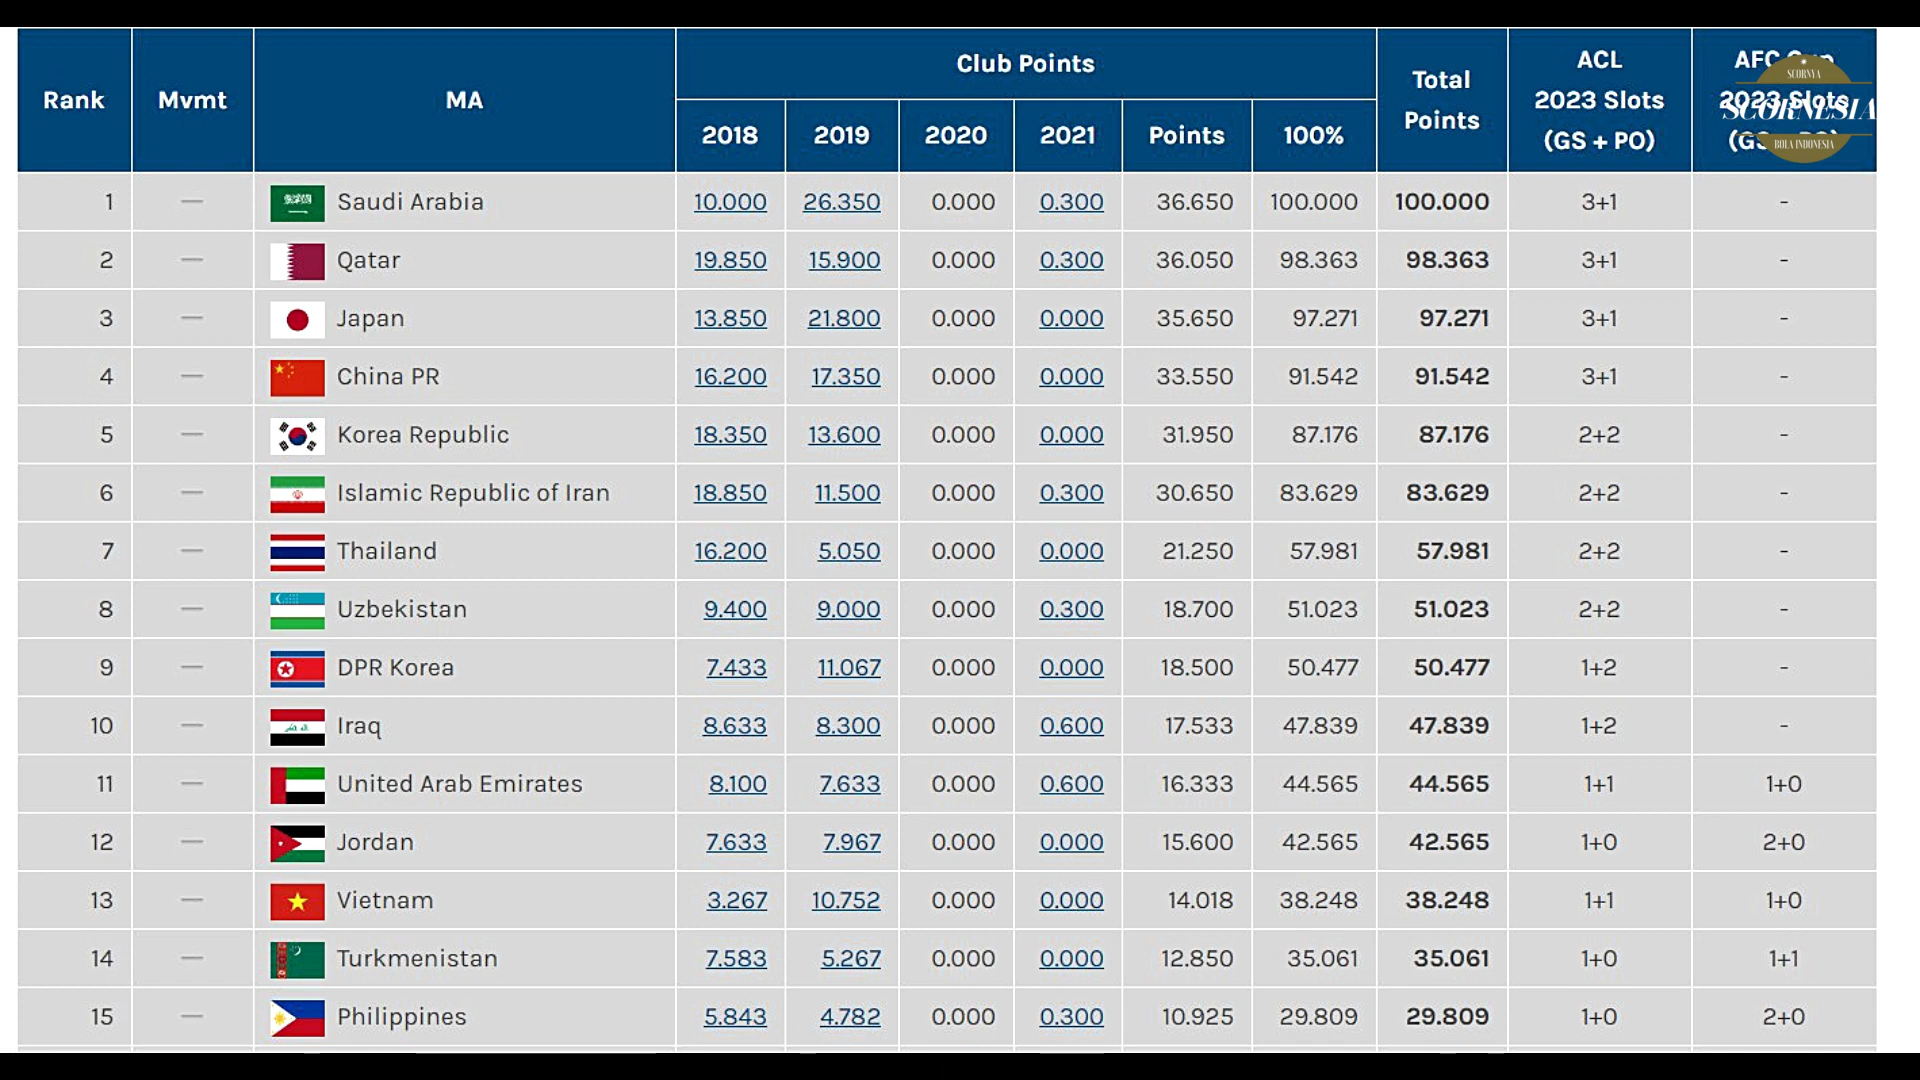 Rank Mvmt MA Club Points Total Points ACL 2023 Slots (GS + PO) AFC Cup 2023 Slots
2018 2019 2020 2021 Points 100%
SCORNYA
SCORNESIA
BOLA INDONESIA
1 — Saudi Arabia 10.000 26.350 0.000 0.300 36.650 100.000 100.000 3+1 -
2 — Qatar 19.850 15.900 0.000 0.300 36.050 98.363 98.363 3+1 -
3 — Japan 13.850 21.800 0.000 0.000 35.650 97.271 97.271 3+1 -
4 — China PR 16.200 17.350 0.000 0.000 33.550 91.542 91.542 3+1 -
5 — Korea Republic 18.350 13.600 0.000 0.000 31.950 87.176 87.176 2+2 -
6 — Islamic Republic of Iran 18.850 11.500 0.000 0.300 30.650 83.629 83.629 2+2 -
7 — Thailand 16.200 5.050 0.000 0.000 21.250 57.981 57.981 2+2 -
8 — Uzbekistan 9.400 9.000 0.000 0.300 18.700 51.023 51.023 2+2 -
9 — DPR Korea 7.433 11.067 0.000 0.000 18.500 50.477 50.477 1+2 -
10 — Iraq 8.633 8.300 0.000 0.600 17.533 47.839 47.839 1+2 -
11 — United Arab Emirates 8.100 7.633 0.000 0.600 16.333 44.565 44.565 1+1 1+0
12 — Jordan 7.633 7.967 0.000 0.000 15.600 42.565 42.565 1+0 2+0
13 — Vietnam 3.267 10.752 0.000 0.000 14.018 38.248 38.248 1+1 1+0
14 — Turkmenistan 7.583 5.267 0.000 0.000 12.850 35.061 35.061 1+0 1+1
15 — Philippines 5.843 4.782 0.000 0.300 10.925 29.809 29.809 1+0 2+0